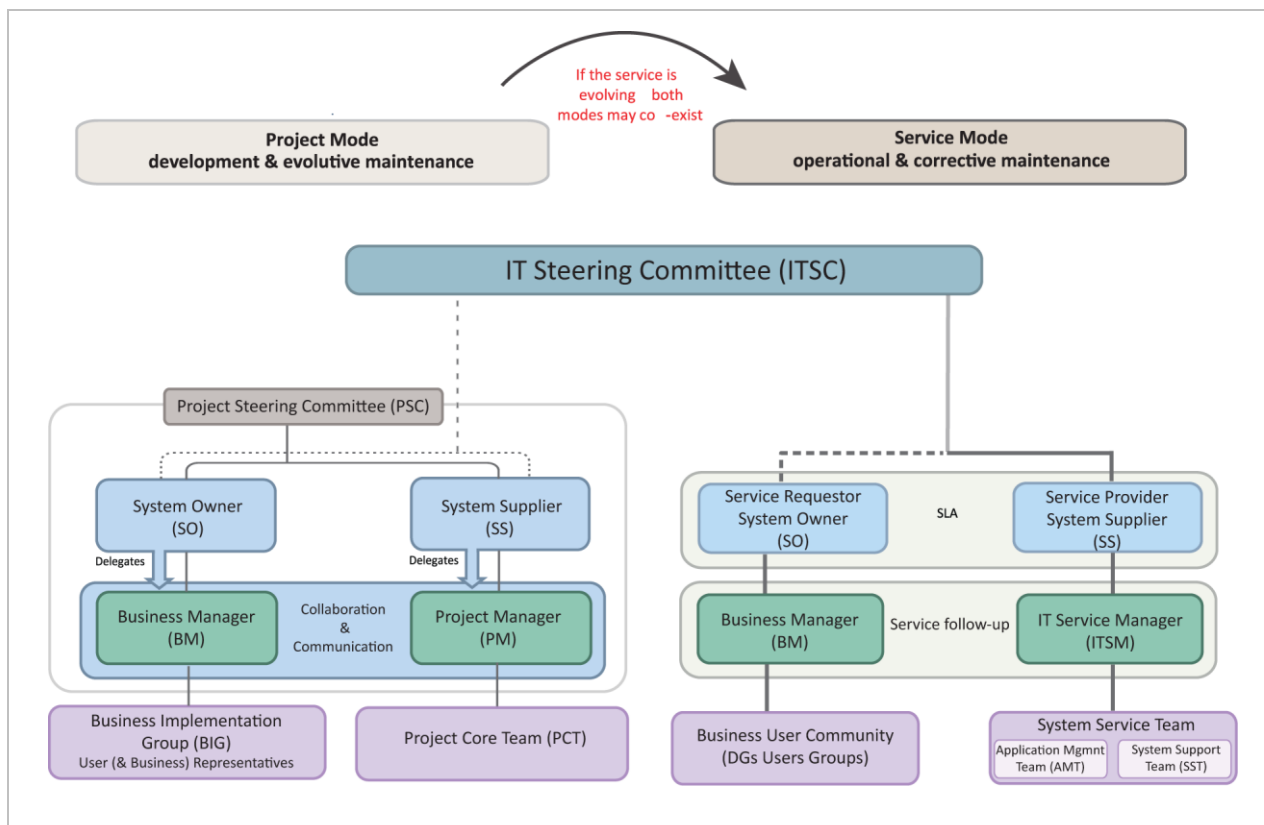 If the service is
evolving both
modes may co -exist
Project Mode
development & evolutive maintenance
Service Mode
operational & corrective maintenance
IT Steering Committee (ITSC)
Project Steering Committee (PSC)
System Owner
(SO)
System Supplier
(SS)
Delegates
Delegates
Business Manager
(BM)
Collaboration
&
Communication
Project Manager
(PM)
Business Implementation
Group (BIG)
User (& Business) Representatives
Project Core Team (PCT)
Service Requestor
System Owner
(SO)
SLA
Service Provider
System Supplier
(SS)
Business Manager
(BM)
Service follow-up
IT Service Manager
(ITSM)
Business User Community
(DGs Users Groups)
System Service Team
Application Mgmnt
Team (AMT)
System Support
Team (SST)